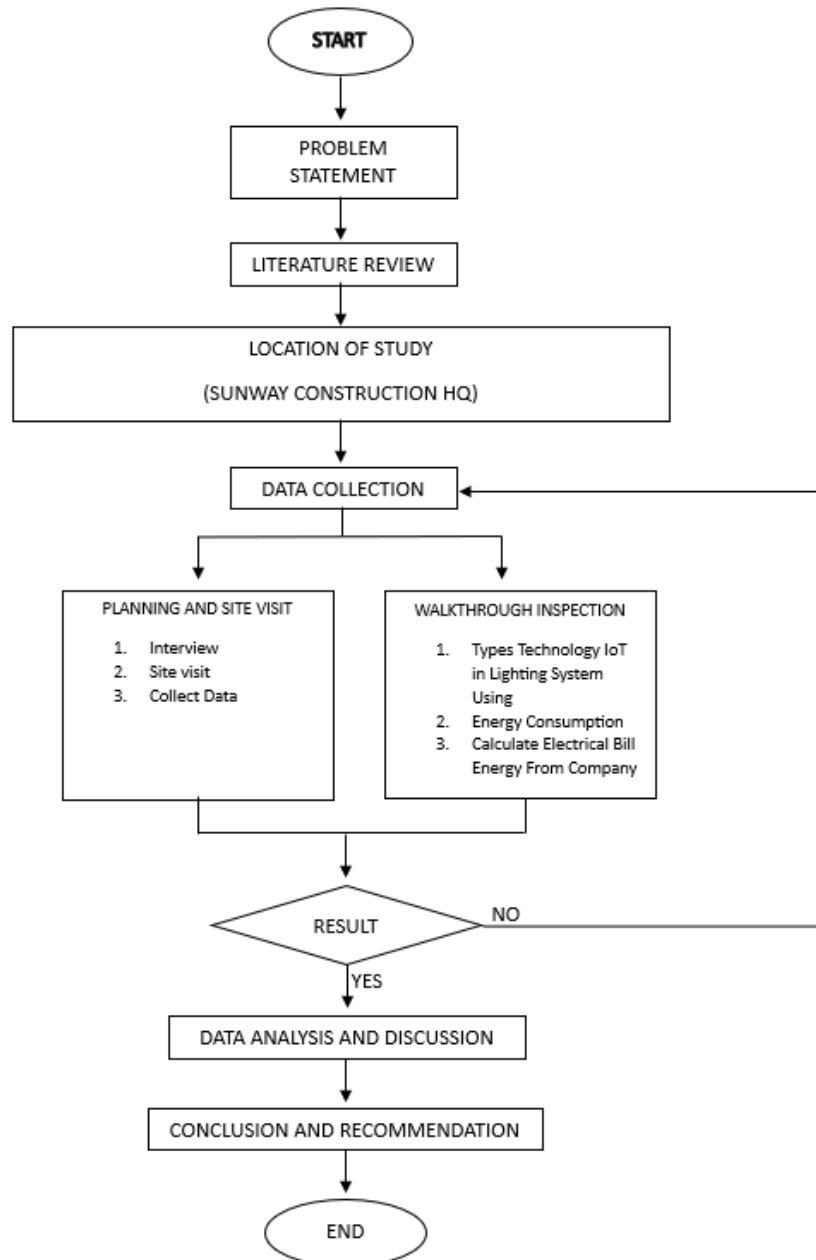 START
PROBLEM
STATEMENT
LITERATURE REVIEW
LOCATION OF STUDY
(SUNWAY CONSTRUCTION HQ)
DATA COLLECTION
PLANNING AND SITE VISIT
1. Interview
2. Site visit
3. Collect Data
WALKTHROUGH INSPECTION
1. Types Technology IoT
in Lighting System
Using
2. Energy Consumption
3. Calculate Electrical Bill
Energy From Company
RESULT
NO
YES
DATA ANALYSIS AND DISCUSSION
CONCLUSION AND RECOMMENDATION
END